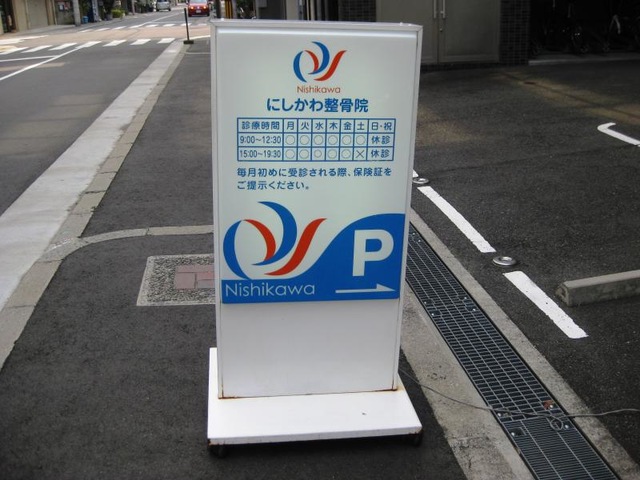 Nishikawa
にしかわ整骨院
診療時間 月 火 水 木 金 土 日・祝
9:00〜12:30 ○ ○ ○ ○ ○ ○ 休診
15:00〜19:30 ○ ○ ○ ○ ○ × 休診
毎月初めに受診される際、保険証を
ご提示ください。
P
Nishikawa